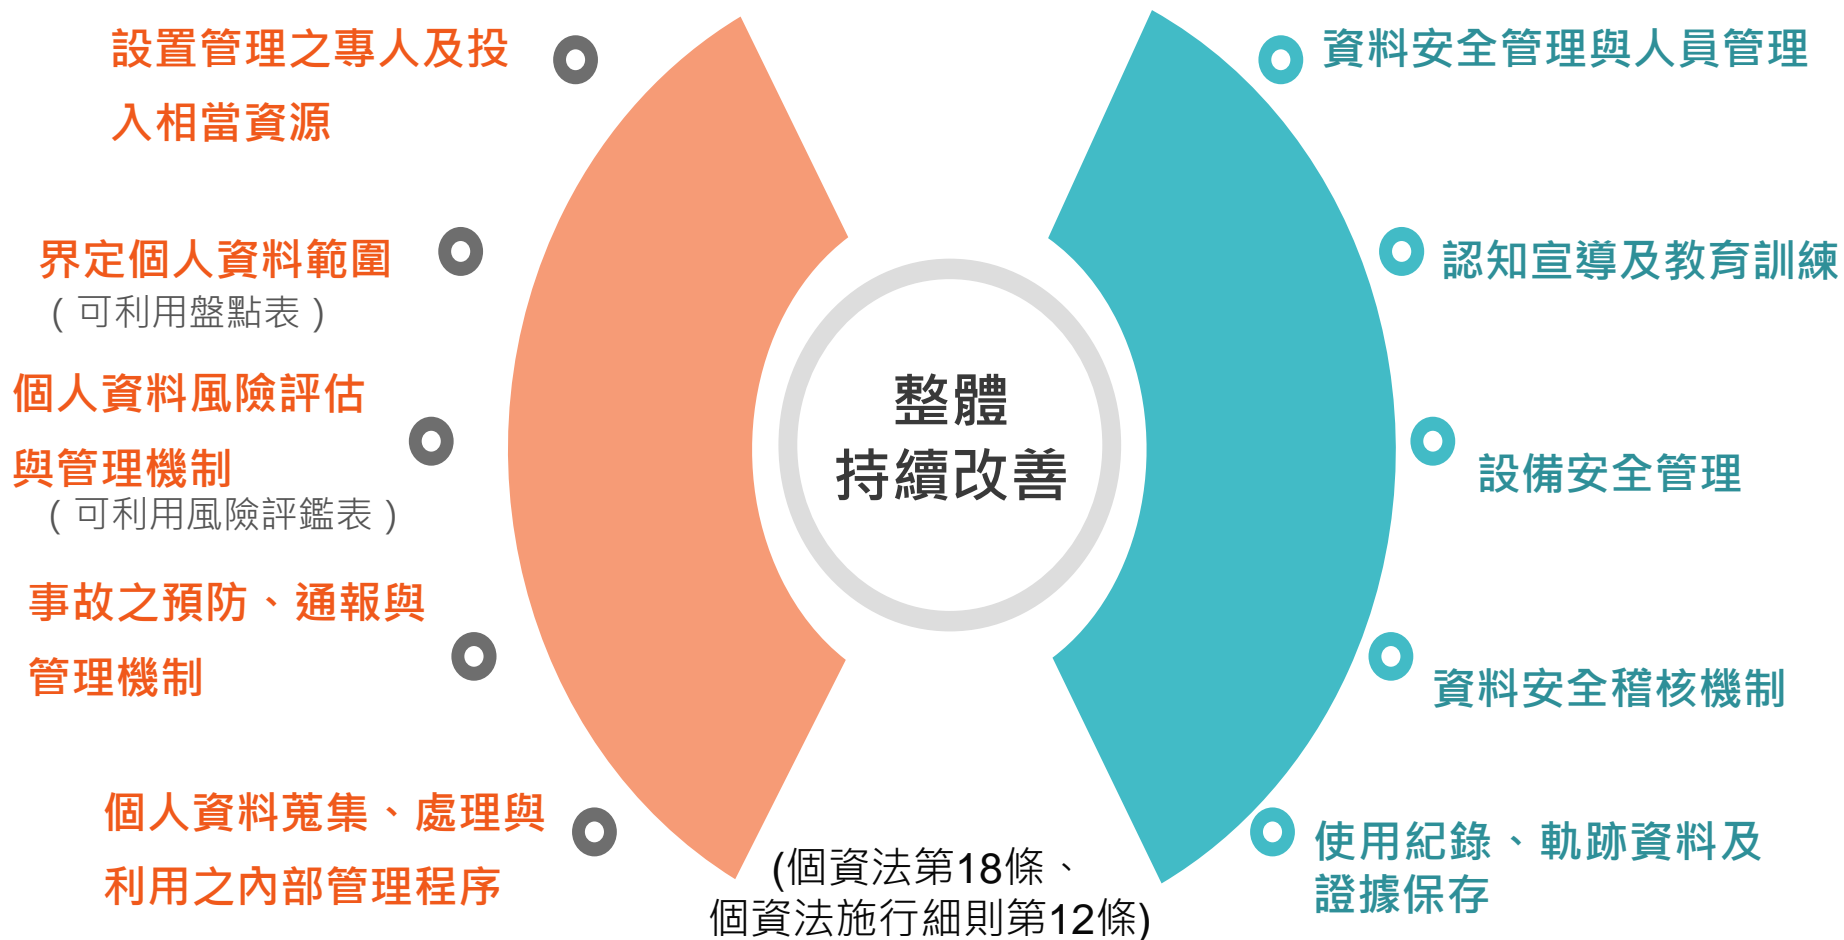 設置管理之專人及投
入相當資源
界定個人資料範圍
(可利用盤點表)
個人資料風險評估
與管理機制
(可利用風險評鑑表)
事故之預防、通報與
管理機制
個人資料蒐集、處理與
利用之內部管理程序
整體
持續改善
(個資法第18條、
個資法施行細則第12條)
資料安全管理與人員管理
認知宣導及教育訓練
設備安全管理
資料安全稽核機制
使用紀錄、軌跡資料及
證據保存